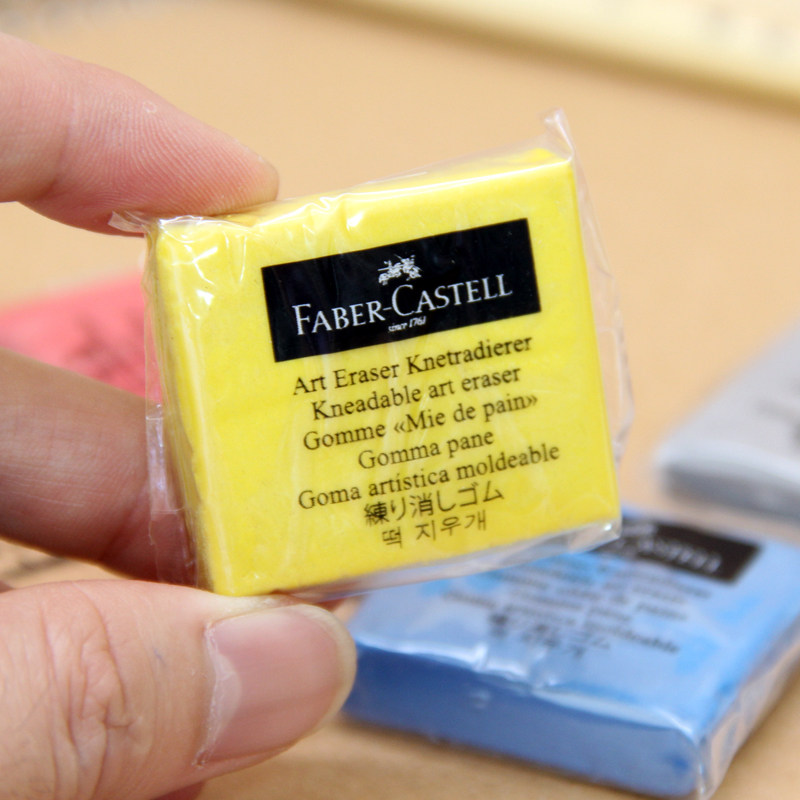 FABER-CASTELL
since 1761
Art Eraser Knetradierer
Kneadable art eraser
Gomme «Mie de pain»
Gomma pane
Goma artística moldeable
練り消しゴム
떡 지우개